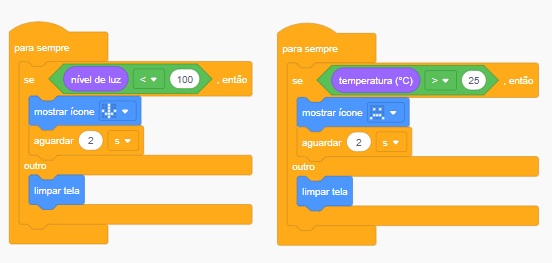 para sempre
se nível de luz < 100 , então
mostrar ícone
aguardar 2 s
outro
limpar tela
para sempre
se temperatura (°C) > 25 , então
mostrar ícone
aguardar 2 s
outro
limpar tela